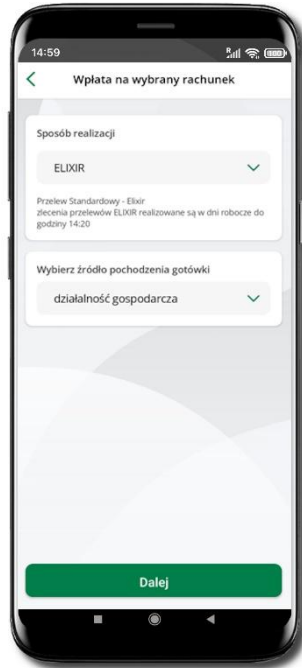 14:59
Wpłata na wybrany rachunek
Sposób realizacji
ELIXIR
Przelew Standardowy - Elixir
zlecenia przelewów ELIXIR realizowane są w dni robocze do
godziny 14:20
Wybierz źródło pochodzenia gotówki
działalność gospodarcza
Dalej